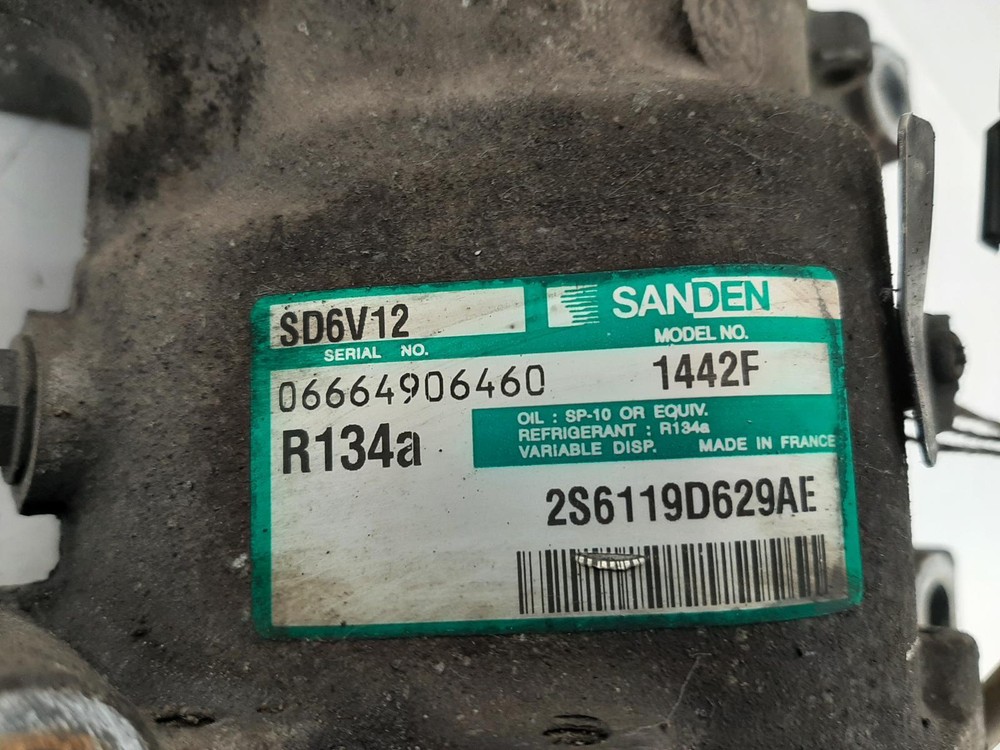 SD6V12
SANDEN
SERIAL NO.
MODEL NO.
06664906460
1442F
R134a
OIL : SP-10 OR EQUIV.
REFRIGERANT : R134a
VARIABLE DISP. MADE IN FRANCE
2S6119D629AE